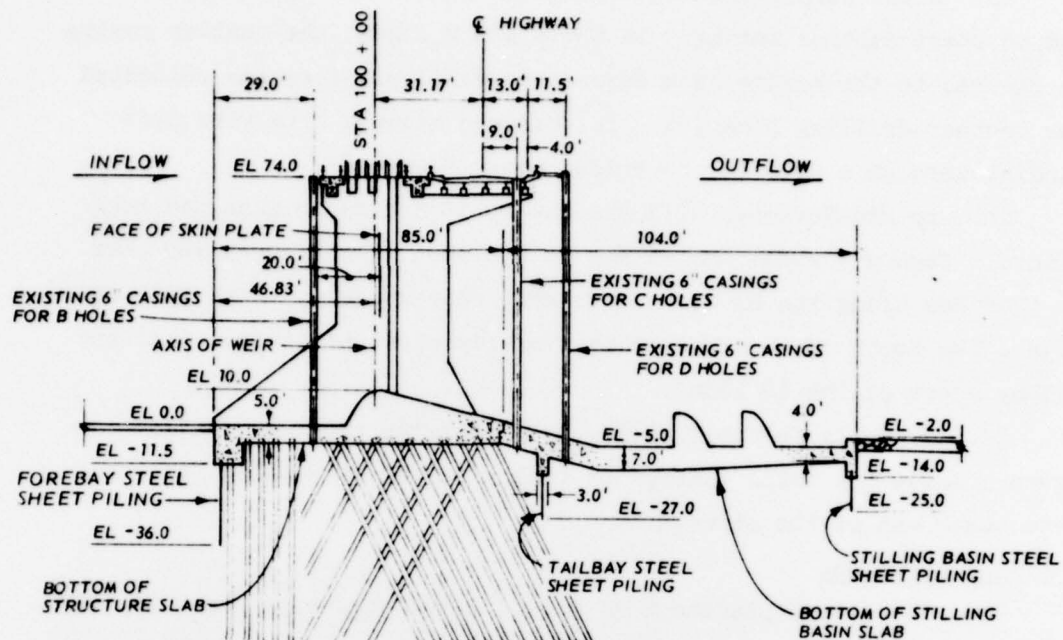 ℄ HIGHWAY
STA 100 + 00
29.0'
31.17'
13.0'
11.5'
9.0'
4.0'
INFLOW
EL 74.0
OUTFLOW
FACE OF SKIN PLATE
85.0'
104.0'
20.0'
46.83'
EXISTING 6" CASINGS
FOR B HOLES
EXISTING 6" CASINGS
FOR C HOLES
AXIS OF WEIR
EXISTING 6" CASINGS
FOR D HOLES
EL 10.0
EL 0.0
5.0'
EL -5.0
4.0'
EL -2.0
EL -11.5
7.0'
EL -14.0
FOREBAY STEEL
SHEET PILING
3.0'
EL -27.0
EL -25.0
EL -36.0
BOTTOM OF
STRUCTURE SLAB
TAILBAY STEEL
SHEET PILING
STILLING BASIN STEEL
SHEET PILING
BOTTOM OF STILLING
BASIN SLAB